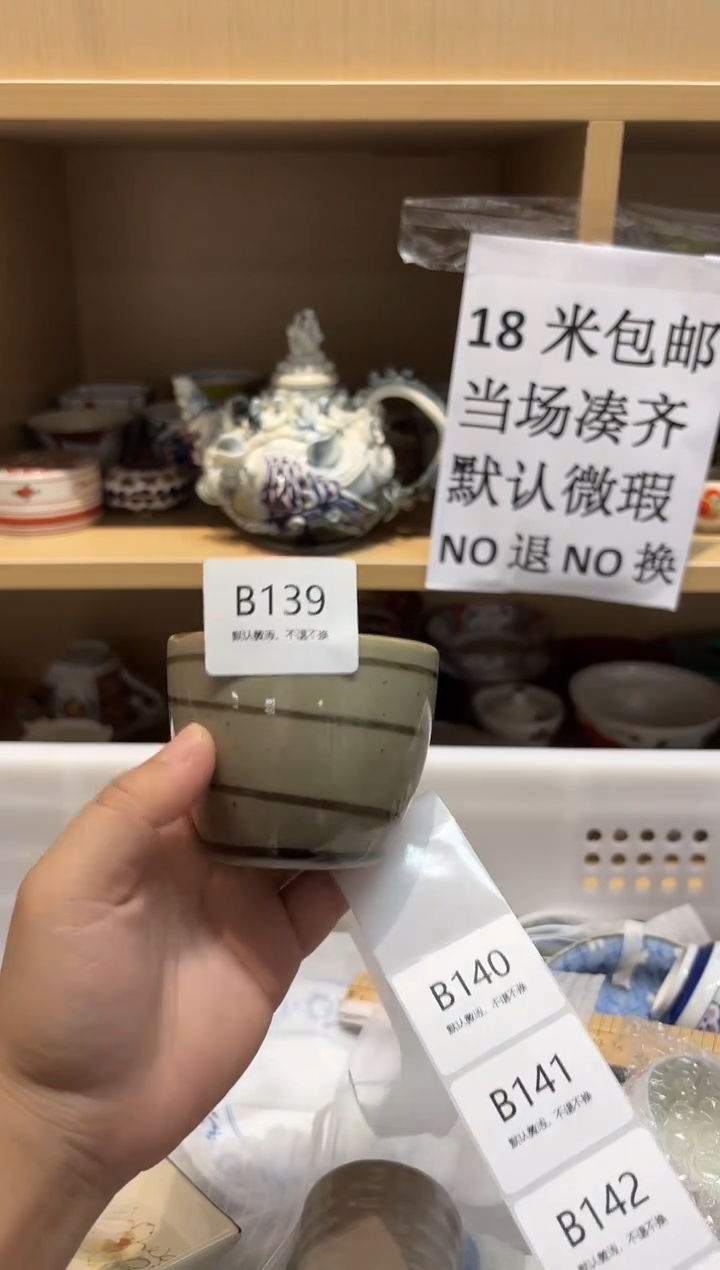 18 米包邮
当场凑齐
默认微瑕
NO 退 NO 换
B139
默认微瑕，不退不换
B140
默认微瑕，不退不换
B141
默认微瑕，不退不换
B142
默认微瑕，不退不换